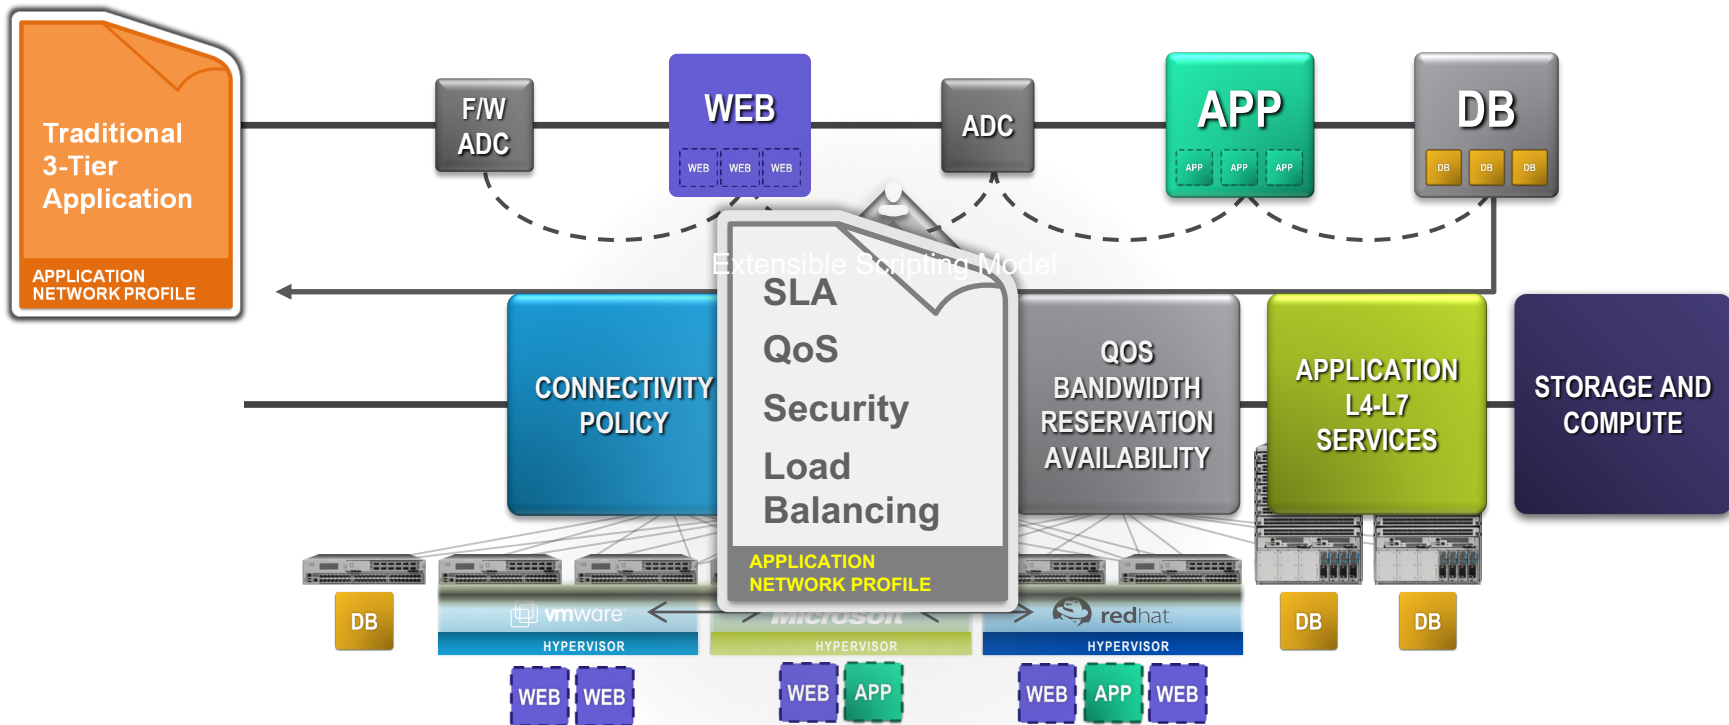 Traditional
3-Tier
Application
APPLICATION
NETWORK PROFILE
F/W
ADC
WEB
WEB WEB WEB
ADC
APP
APP APP APP
DB
DB DB DB
Extensible Scripting Model
SLA
QoS
Security
Load
Balancing
APPLICATION
NETWORK PROFILE
CONNECTIVITY
POLICY
QOS
BANDWIDTH
RESERVATION
AVAILABILITY
APPLICATION
L4-L7
SERVICES
STORAGE AND
COMPUTE
DB
vmware
Microsoft
redhat.
DB
DB
HYPERVISOR
HYPERVISOR
HYPERVISOR
WEB WEB
WEB APP
WEB APP WEB